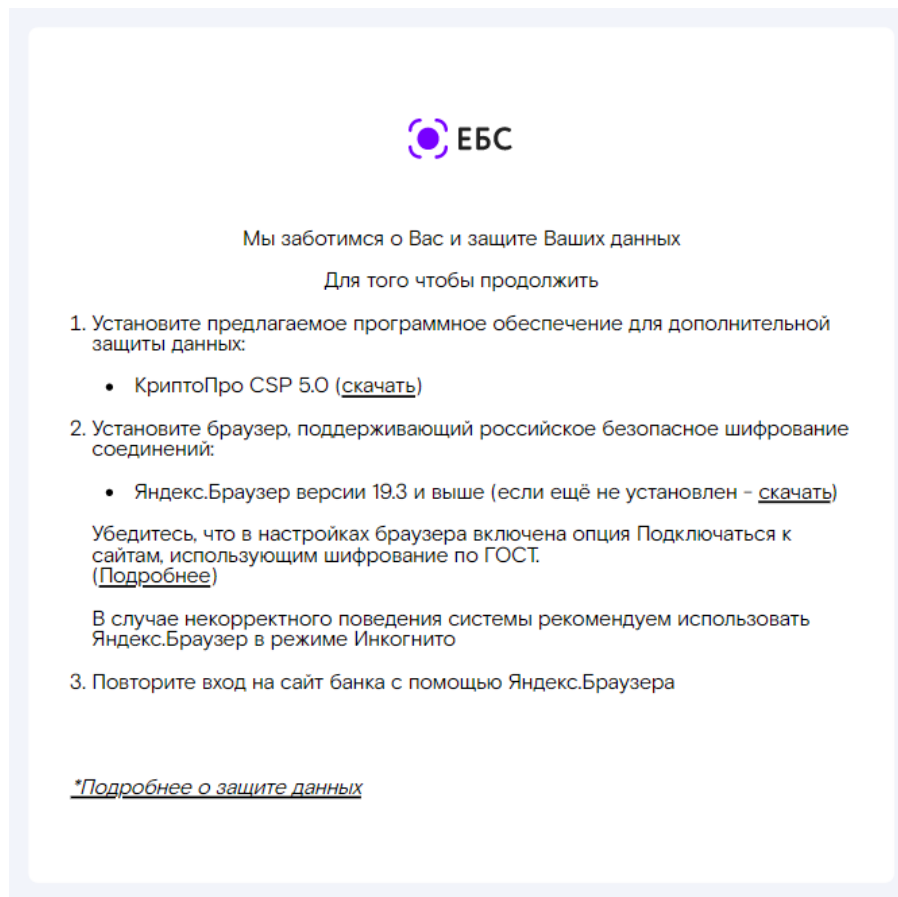 ЕБС
Мы заботимся о Вас и защите Ваших данных
Для того чтобы продолжить
1. Установите предлагаемое программное обеспечение для дополнительной
защиты данных:
• КриптоПро CSP 5.0 (скачать)
2. Установите браузер, поддерживающий российское безопасное шифрование
соединений:
• Яндекс.Браузер версии 19.3 и выше (если ещё не установлен - скачать)
Убедитесь, что в настройках браузера включена опция Подключаться к
сайтам, использующим шифрование по ГОСТ.
(Подробнее)
В случае некорректного поведения системы рекомендуем использовать
Яндекс.Браузер в режиме Инкогнито
3. Повторите вход на сайт банка с помощью Яндекс.Браузера
*Подробнее о защите данных